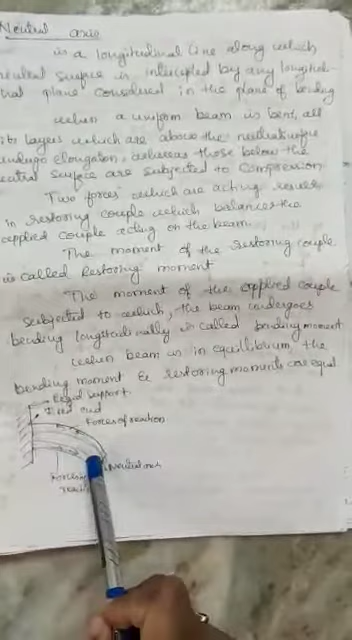 Neutral axis
is a longitudinal line along which
neutral surface is intercepted by any longitud-
nal plane considered in the plane of bending
when a uniform beam is bent, all
its layers which are above the neutral surface
undergo elongation, whereas those below the
neutral surface are subjected to compression
Two forces which are acting
in restoring couple which balances the
applied couple acting on the beam.
The moment of the restoring couple
is called Restoring moment
The moment of the applied couple
subjected to which, the beam undergoes
bending longitudinally is called bending moment
when beam is in equilibrium, the
bending moment & restoring moments are equal
Rigid support
Fixed end
Forces of reaction
Neutral axis